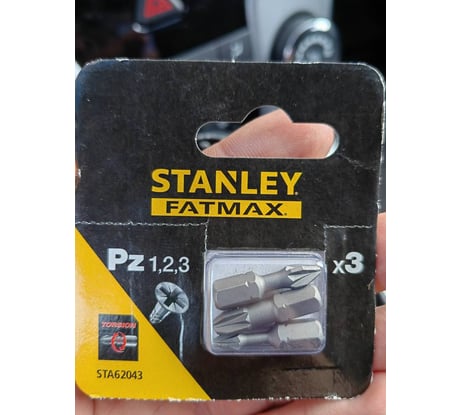 STANLEY
FATMAX
Pz 1,2,3
x3
TORSION
STA62043